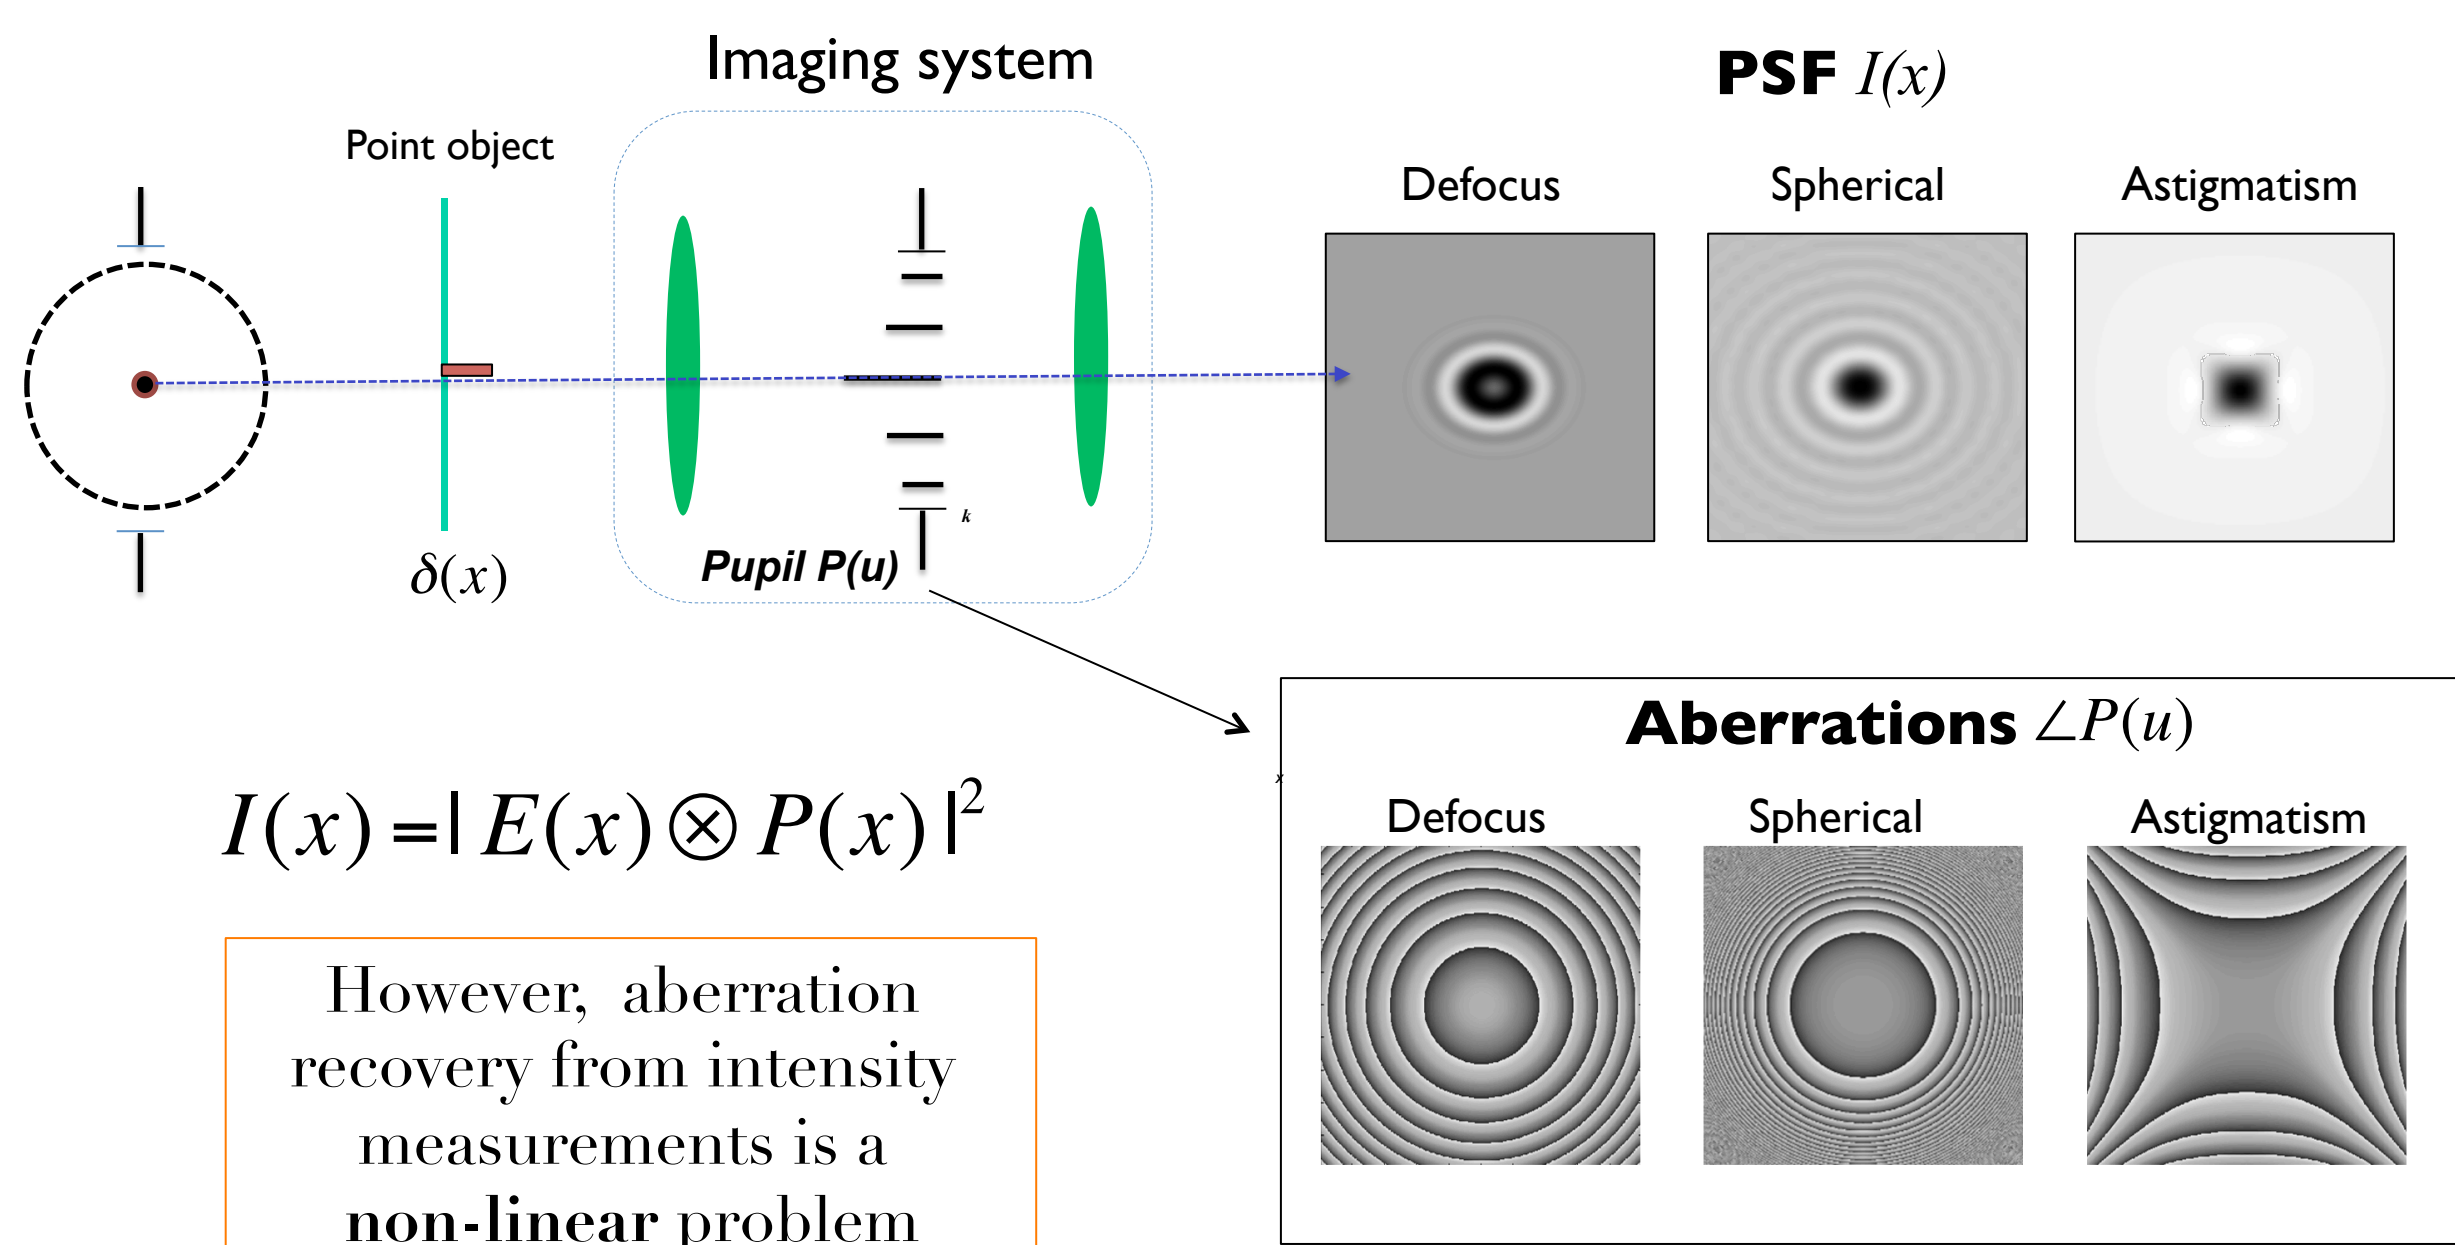 Imaging system
PSF I(x)
Point object
Defocus
Spherical
Astigmatism
k
Pupil P(u)
δ(x)
Aberrations ∠P(u)
x
I(x) =| E(x) ⊗ P(x) |²
Defocus
Spherical
Astigmatism
However, aberration
recovery from intensity
measurements is a
non-linear problem